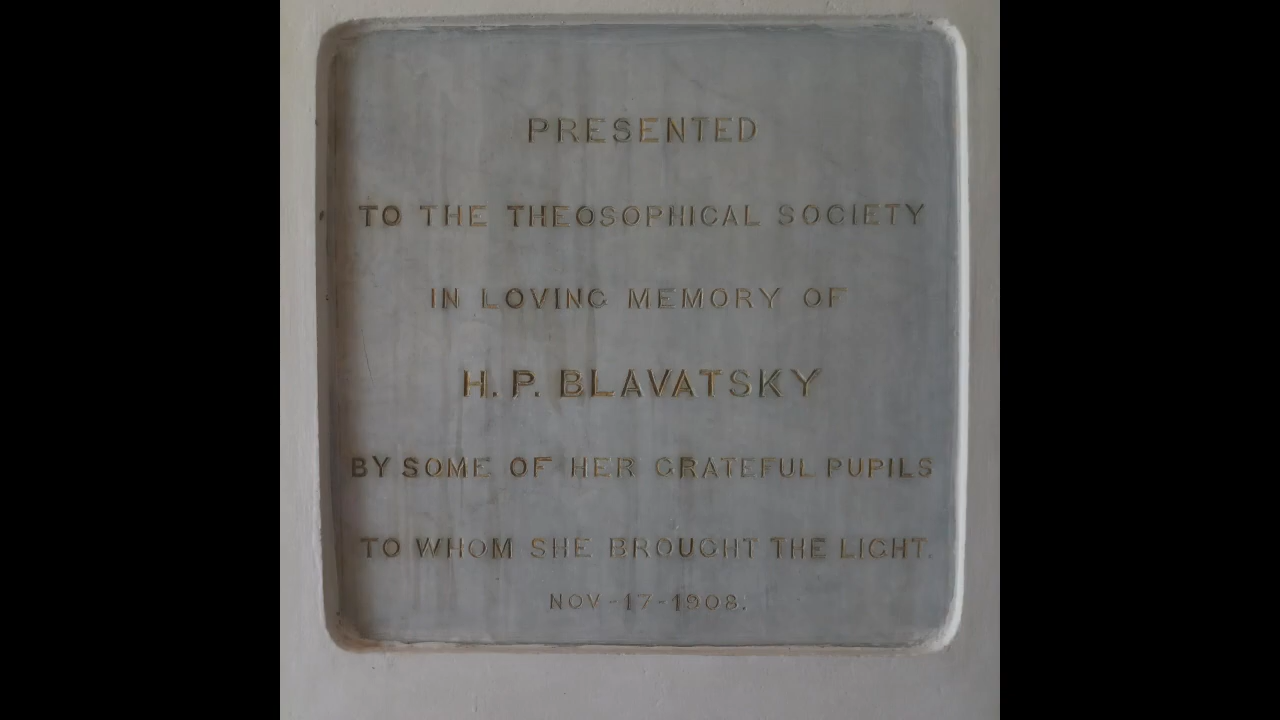 PRESENTED
TO THE THEOSOPHICAL SOCIETY
IN LOVING MEMORY OF
H. P. BLAVATSKY
BY SOME OF HER GRATEFUL PUPILS
TO WHOM SHE BROUGHT THE LIGHT.
NOV-17-1908.